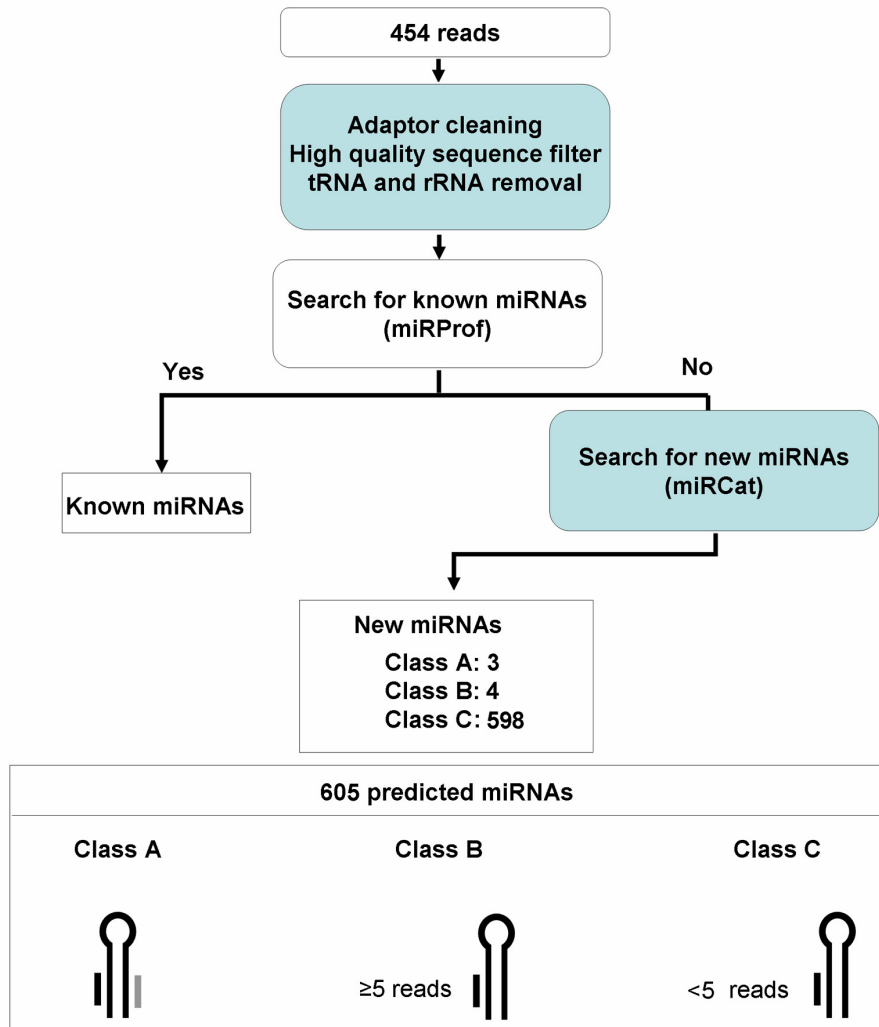 454 reads
Adaptor cleaning
High quality sequence filter
tRNA and rRNA removal
Search for known miRNAs
(miRProf)
Yes
No
Known miRNAs
Search for new miRNAs
(miRCat)
New miRNAs
Class A: 3
Class B: 4
Class C: 598
605 predicted miRNAs
Class A
Class B
Class C
≥5 reads
<5 reads